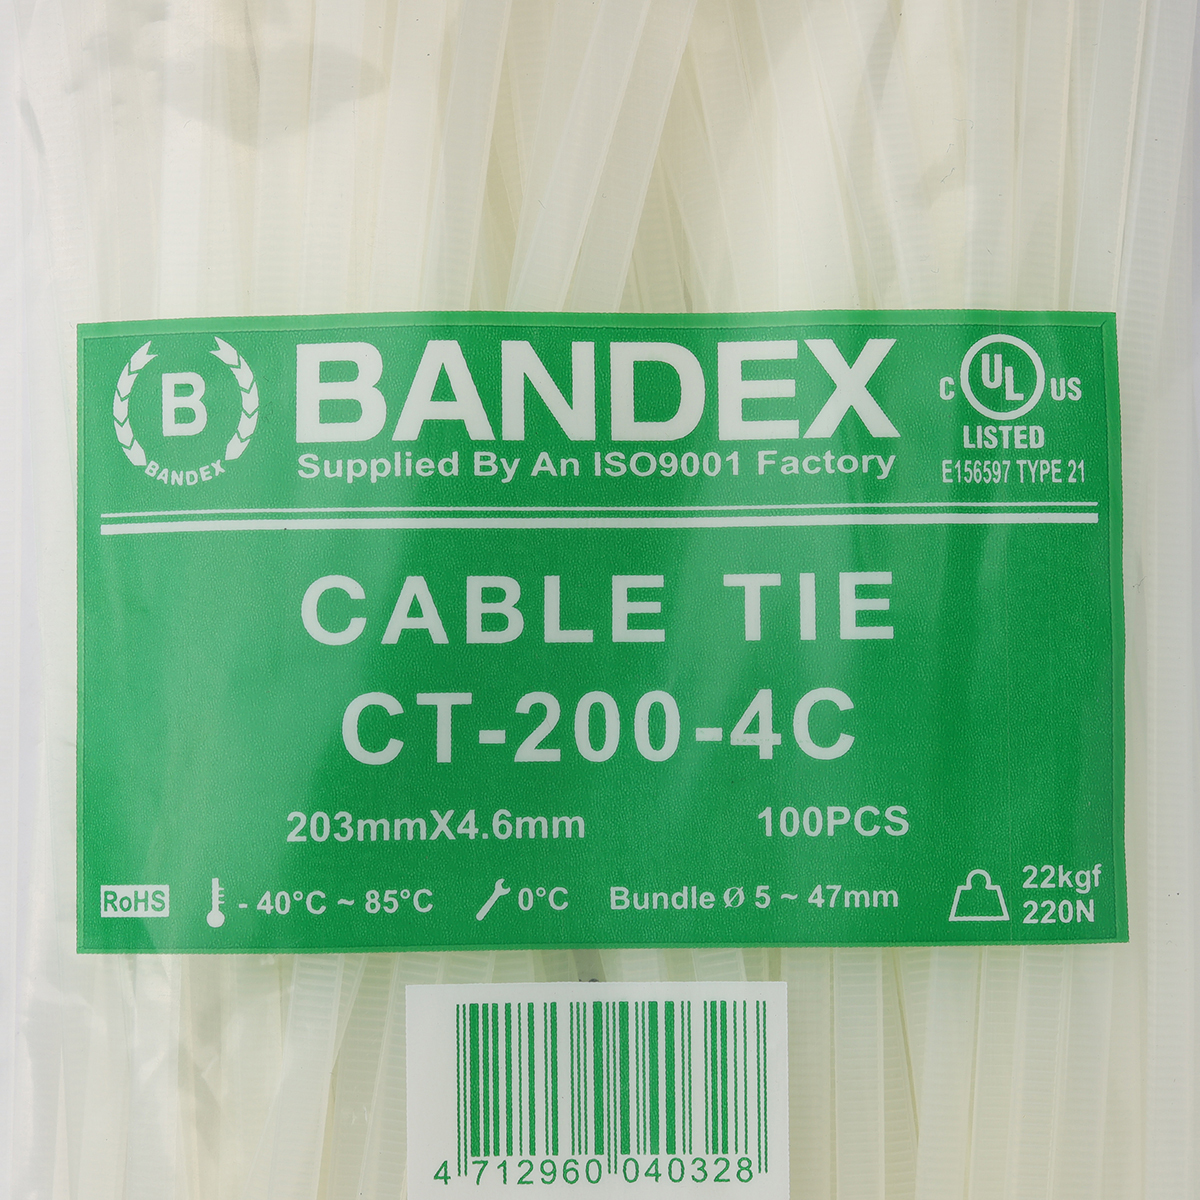 B
BANDEX
BANDEX
Supplied By An ISO9001 Factory
C UL US
LISTED
E156597 TYPE 21
CABLE TIE
CT-200-4C
203mmX4.6mm 100PCS
RoHS - 40°C ~ 85°C 0°C Bundle Ø 5 ~ 47mm 22kgf
220N
4 712960 040328